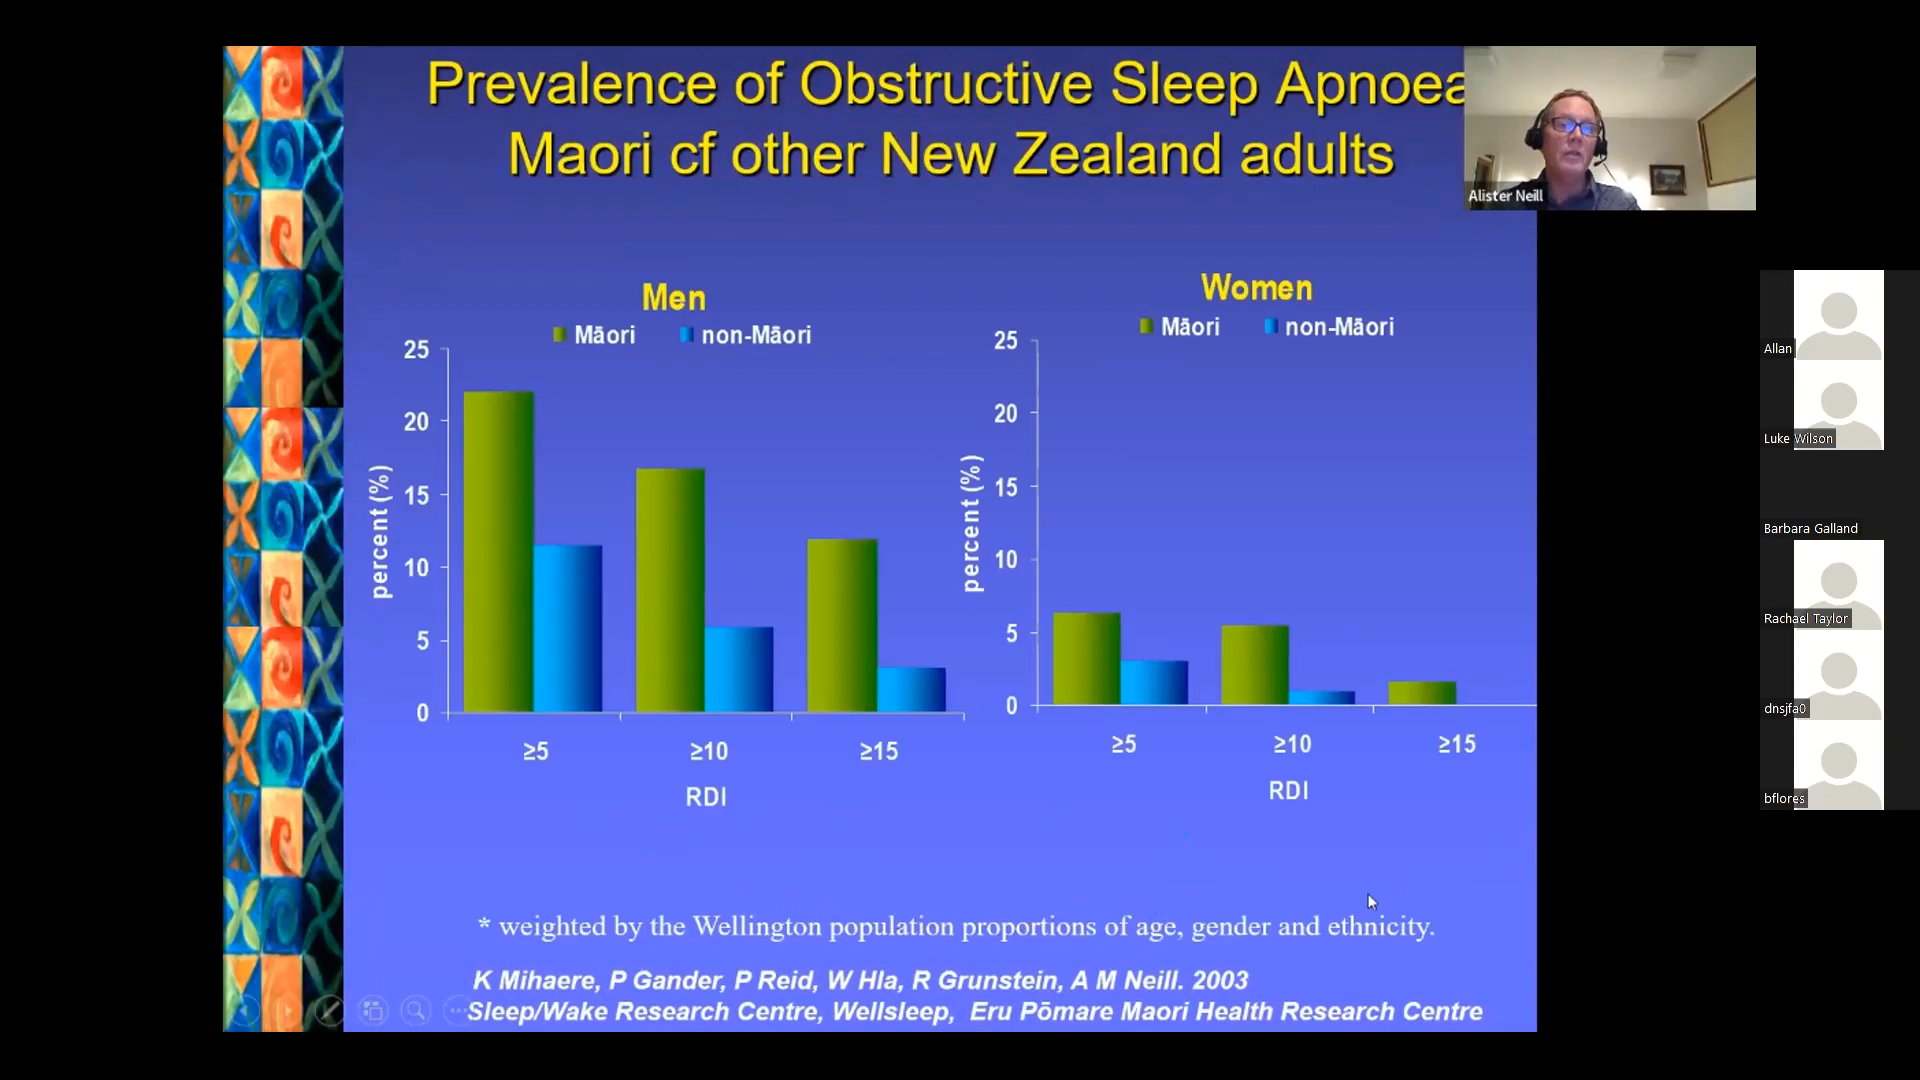 Prevalence of Obstructive Sleep Apnoea
Maori cf other New Zealand adults
Alister Neill
Men
Māori non-Māori
25
20
15
10
5
0
percent (%)
≥5 ≥10 ≥15
RDI
Women
Māori non-Māori
25
20
15
10
5
0
percent (%)
≥5 ≥10 ≥15
RDI
* weighted by the Wellington population proportions of age, gender and ethnicity.
K Mihaere, P Gander, P Reid, W Hla, R Grunstein, A M Neill. 2003
Sleep/Wake Research Centre, Wellsleep, Eru Pōmare Maori Health Research Centre
Allan
Luke Wilson
Barbara Galland
Rachael Taylor
dnsjfa0
bflores